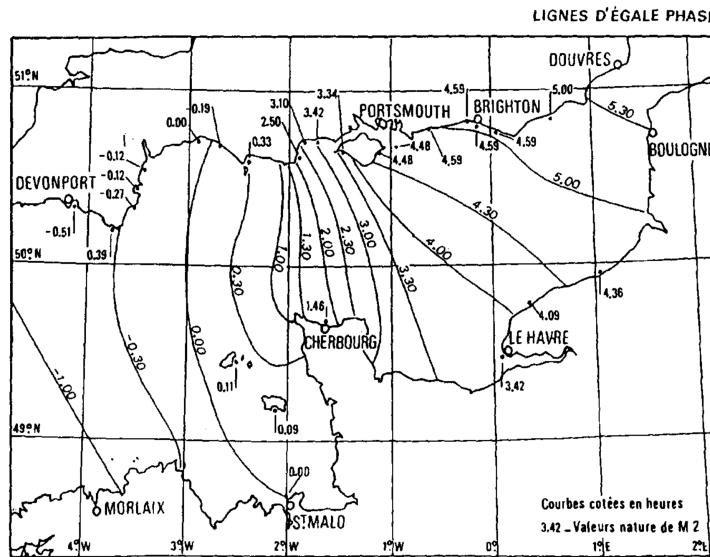 LIGNES D'ÉGALE PHASE
DOUVRES
51° N
4.59
5.00
3.34
-0.19
3.10
PORTSMOUTH
BRIGHTON
5.30
0.00
2.50
3.42
0.33
4.48
4.48
4.59
4.59
4.59
BOULOGNE
-0.12
-0.12
DEVONPORT
-0.27
5.00
-0.51
0.39
4.30
50° N
1.00
1.30
2.00
2.30
3.00
4.00
0.30
3.30
4.36
1.46
4.09
CHERBOURG
LE HAVRE
-0.30
0.00
0.11
3.42
-1.00
0.09
49° N
0.00
MORLAIX
ST MALO
Courbes cotées en heures
3.42 _ Valeurs nature de M 2
4° W
3° W
2° W
1° W
0° W
1° E
2° E